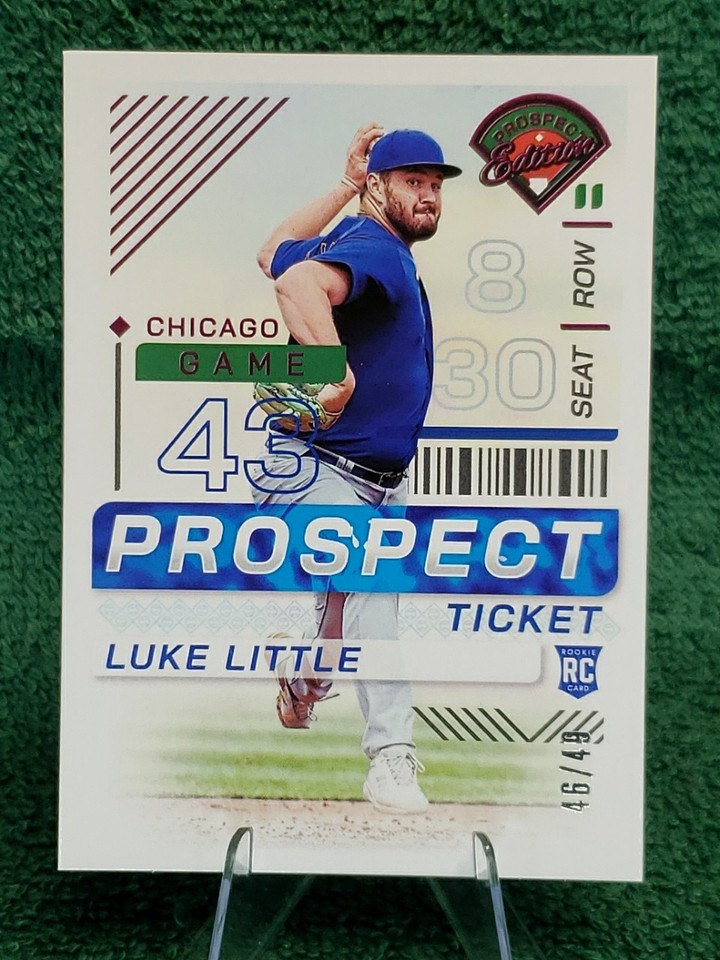 PROSPECT
Edition
8
ROW
CHICAGO
GAME
30
SEAT
43
PROSPECT
TICKET
LUKE LITTLE
ROOKIE
RC
CARD
46/49